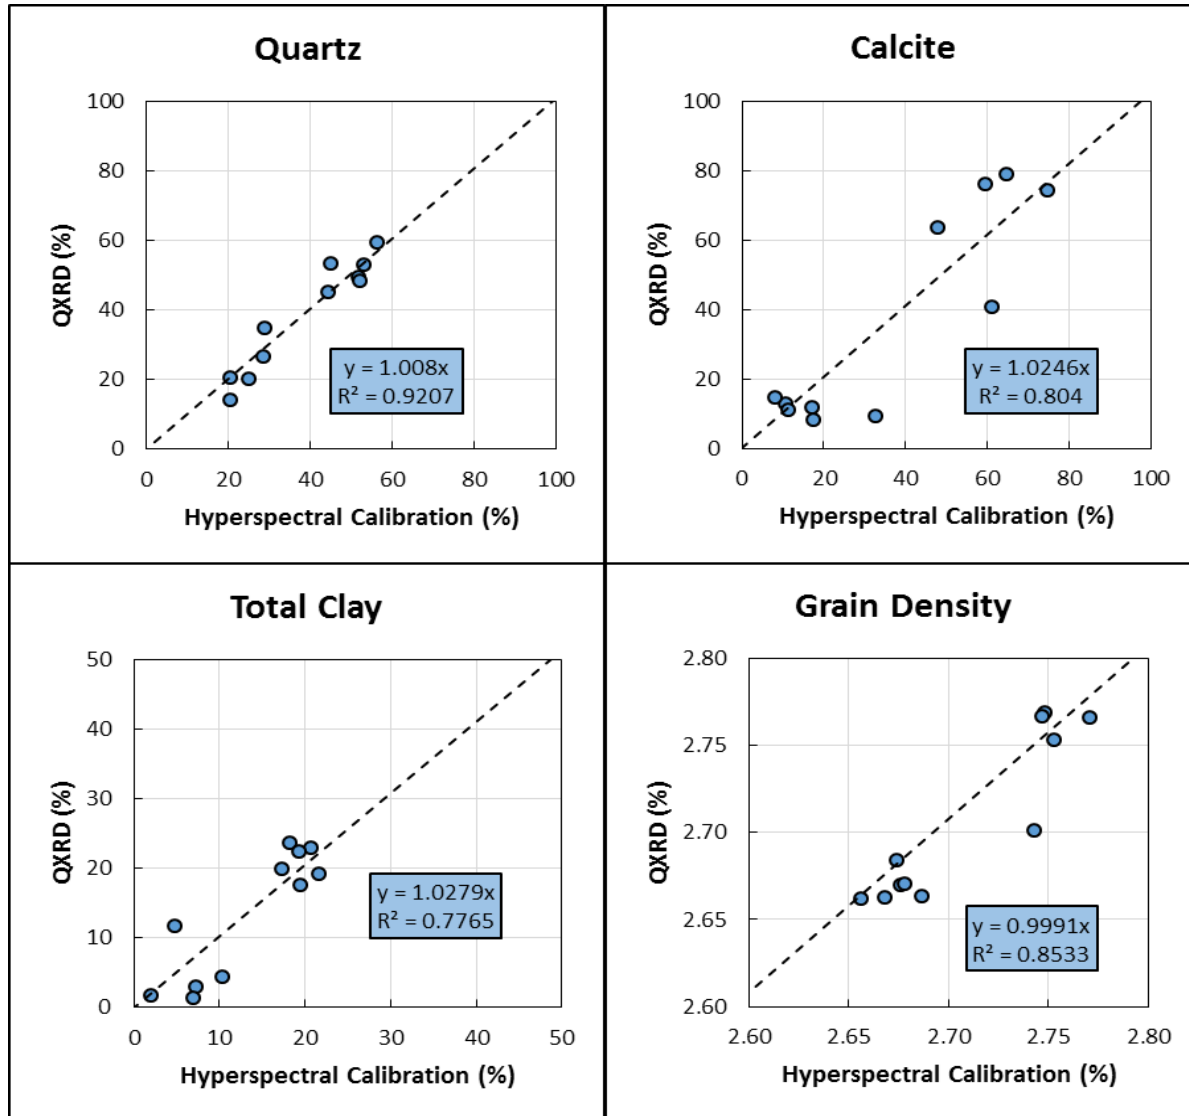 Quartz
100
80
60
40
20
0
QXRD (%)
y = 1.008x
R² = 0.9207
0 20 40 60 80 100
Hyperspectral Calibration (%)
Calcite
100
80
60
40
20
0
QXRD (%)
y = 1.0246x
R² = 0.804
0 20 40 60 80 100
Hyperspectral Calibration (%)
Total Clay
50
40
30
20
10
0
QXRD (%)
y = 1.0279x
R² = 0.7765
0 10 20 30 40 50
Hyperspectral Calibration (%)
Grain Density
2.80
2.75
2.70
2.65
2.60
QXRD (%)
y = 0.9991x
R² = 0.8533
2.60 2.65 2.70 2.75 2.80
Hyperspectral Calibration (%)